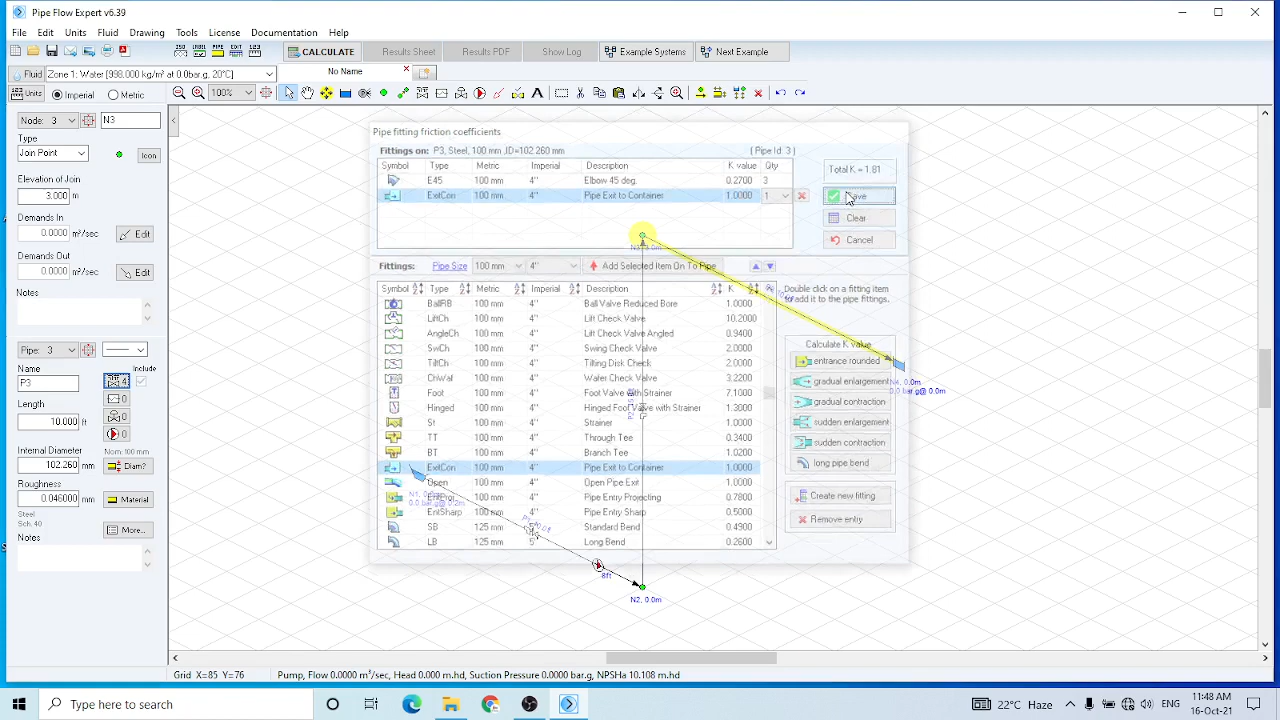 Pipe Flow Expert v6.39
File Edit Units Fluid Drawing Tools License Documentation Help
CALCULATE Results Sheet Results PDF Show Log Example Systems Next Example
Fluid Zone 1: Water [998.000 kg/m³ at 0.0bar.g, 20°C] No Name
Units Imperial Metric 100%
Node: 3 N3
Type
Join Point Icon
Elevation of Join
3.000 m
Demands In
0.0000 m³/sec Edit
Demands Out
0.0000 m³/sec Edit
Notes
Pipe: 3
Name Include
P3 4
Length 0
10.000 m 0
0
Internal Diameter Nom: 100 mm
102.260 mm Diam?
Roughness
0.046000 mm Material
Steel
Sch. 40 More...
Notes
Pipe fitting friction coefficients
Fittings on: P3, Steel, 100 mm ,ID=102.260 mm ( Pipe Id: 3 )
Symbol Type Metric Imperial Description K value Qty
E45 100 mm 4" Elbow 45 deg. 0.2700 3
ExitCon 100 mm 4" Pipe Exit to Container 1.0000 1
Total K = 1.81
Save
Clear
Cancel
Fittings: Pipe Size 100 mm 4" Add Selected Item On To Pipe
Symbol Type Metric Imperial Description K
BallRB 100 mm 4" Ball Valve Reduced Bore 1.0000
LiftCh 100 mm 4" Lift Check Valve 10.2000
AngleCh 100 mm 4" Lift Check Valve Angled 0.9400
SwCh 100 mm 4" Swing Check Valve 2.0000
TiltCh 100 mm 4" Tilting Disk Check 2.0000
ChWaf 100 mm 4" Wafer Check Valve 3.2200
Foot 100 mm 4" Foot Valve with Strainer 7.1000
Hinged 100 mm 4" Hinged Foot Valve with Strainer 1.3000
St 100 mm 4" Strainer 1.0000
TT 100 mm 4" Through Tee 0.3400
BT 100 mm 4" Branch Tee 1.0200
ExitCon 100 mm 4" Pipe Exit to Container 1.0000
Open 100 mm 4" Open Pipe Exit 1.0000
100 mm 4" Pipe Entry Projecting 0.7800
EntSharp 100 mm 4" Pipe Entry Sharp 0.5000
SB 125 mm Standard Bend 0.4900
LB 125 mm 5" Long Bend 0.2600
Double click on a fitting item
to add it to the pipe fittings.
Calculate K value
entrance rounded
gradual enlargement
gradual contraction
sudden enlargement
sudden contraction
long pipe bend
Create new fitting
Remove entry
N4, 0.0m
0.0 bar.g@ 0.0m
8ft
N2, 0.0m
Grid X=85 Y=76 Pump, Flow 0.0000 m³/sec, Head 0.000 m.hd, Suction Pressure 0.0000 bar.g, NPSHa 10.108 m.hd
Type here to search 22°C Haze ENG 11:48 AM
16-Oct-21